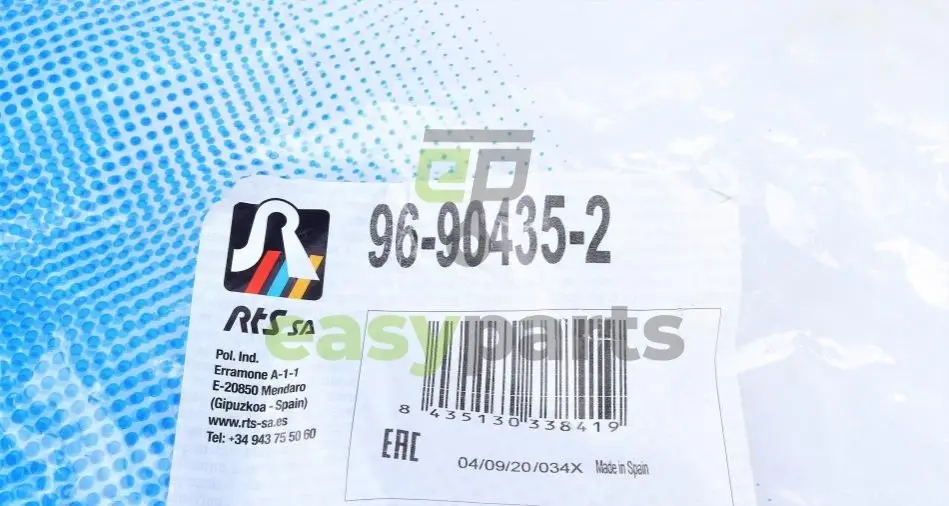 ep
96-90435-2
RTS SA
easyparts
Pol. Ind.
Erramone A-1-1
E-20850 Mendaro
(Gipuzkoa - Spain)
www.rts-sa.es
Tel: +34 943 75 50 60
8 435130 338419
EAC
04/09/20/034X Made in Spain